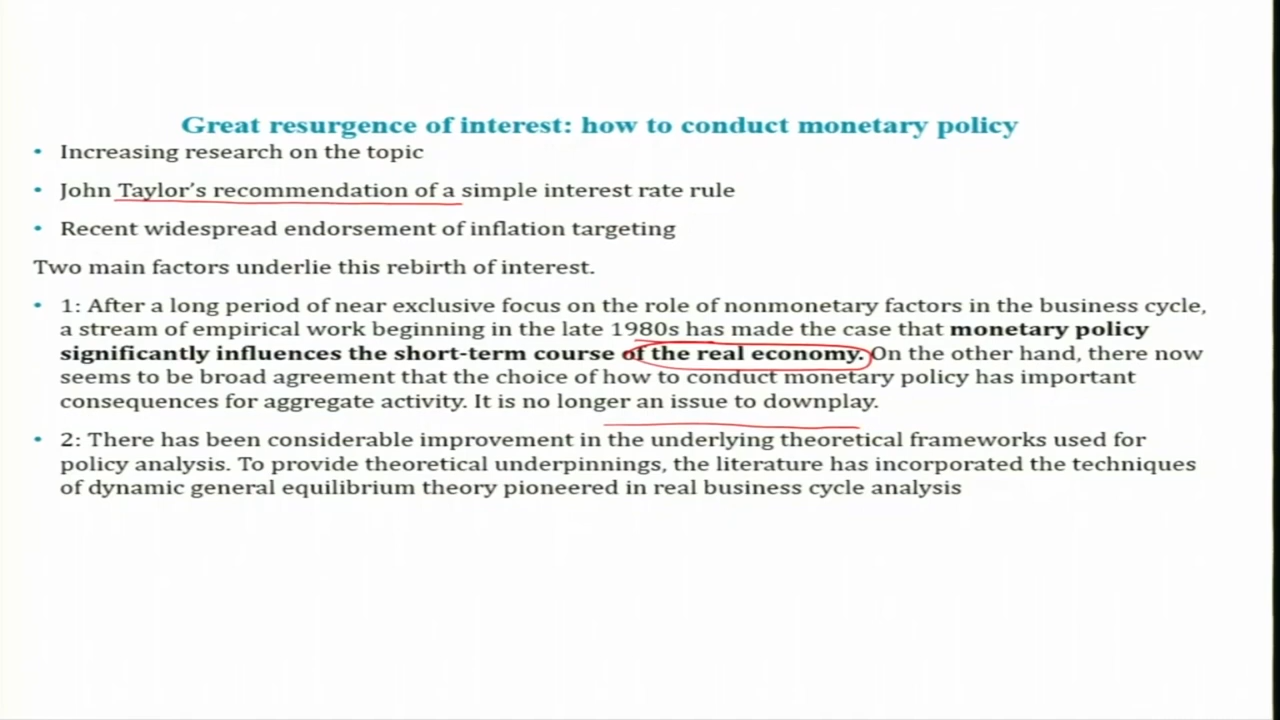 Great resurgence of interest: how to conduct monetary policy
• Increasing research on the topic
• John Taylor's recommendation of a simple interest rate rule
• Recent widespread endorsement of inflation targeting
Two main factors underlie this rebirth of interest.
• 1: After a long period of near exclusive focus on the role of nonmonetary factors in the business cycle,
a stream of empirical work beginning in the late 1980s has made the case that monetary policy
significantly influences the short-term course of the real economy. On the other hand, there now
seems to be broad agreement that the choice of how to conduct monetary policy has important
consequences for aggregate activity. It is no longer an issue to downplay.
• 2: There has been considerable improvement in the underlying theoretical frameworks used for
policy analysis. To provide theoretical underpinnings, the literature has incorporated the techniques
of dynamic general equilibrium theory pioneered in real business cycle analysis